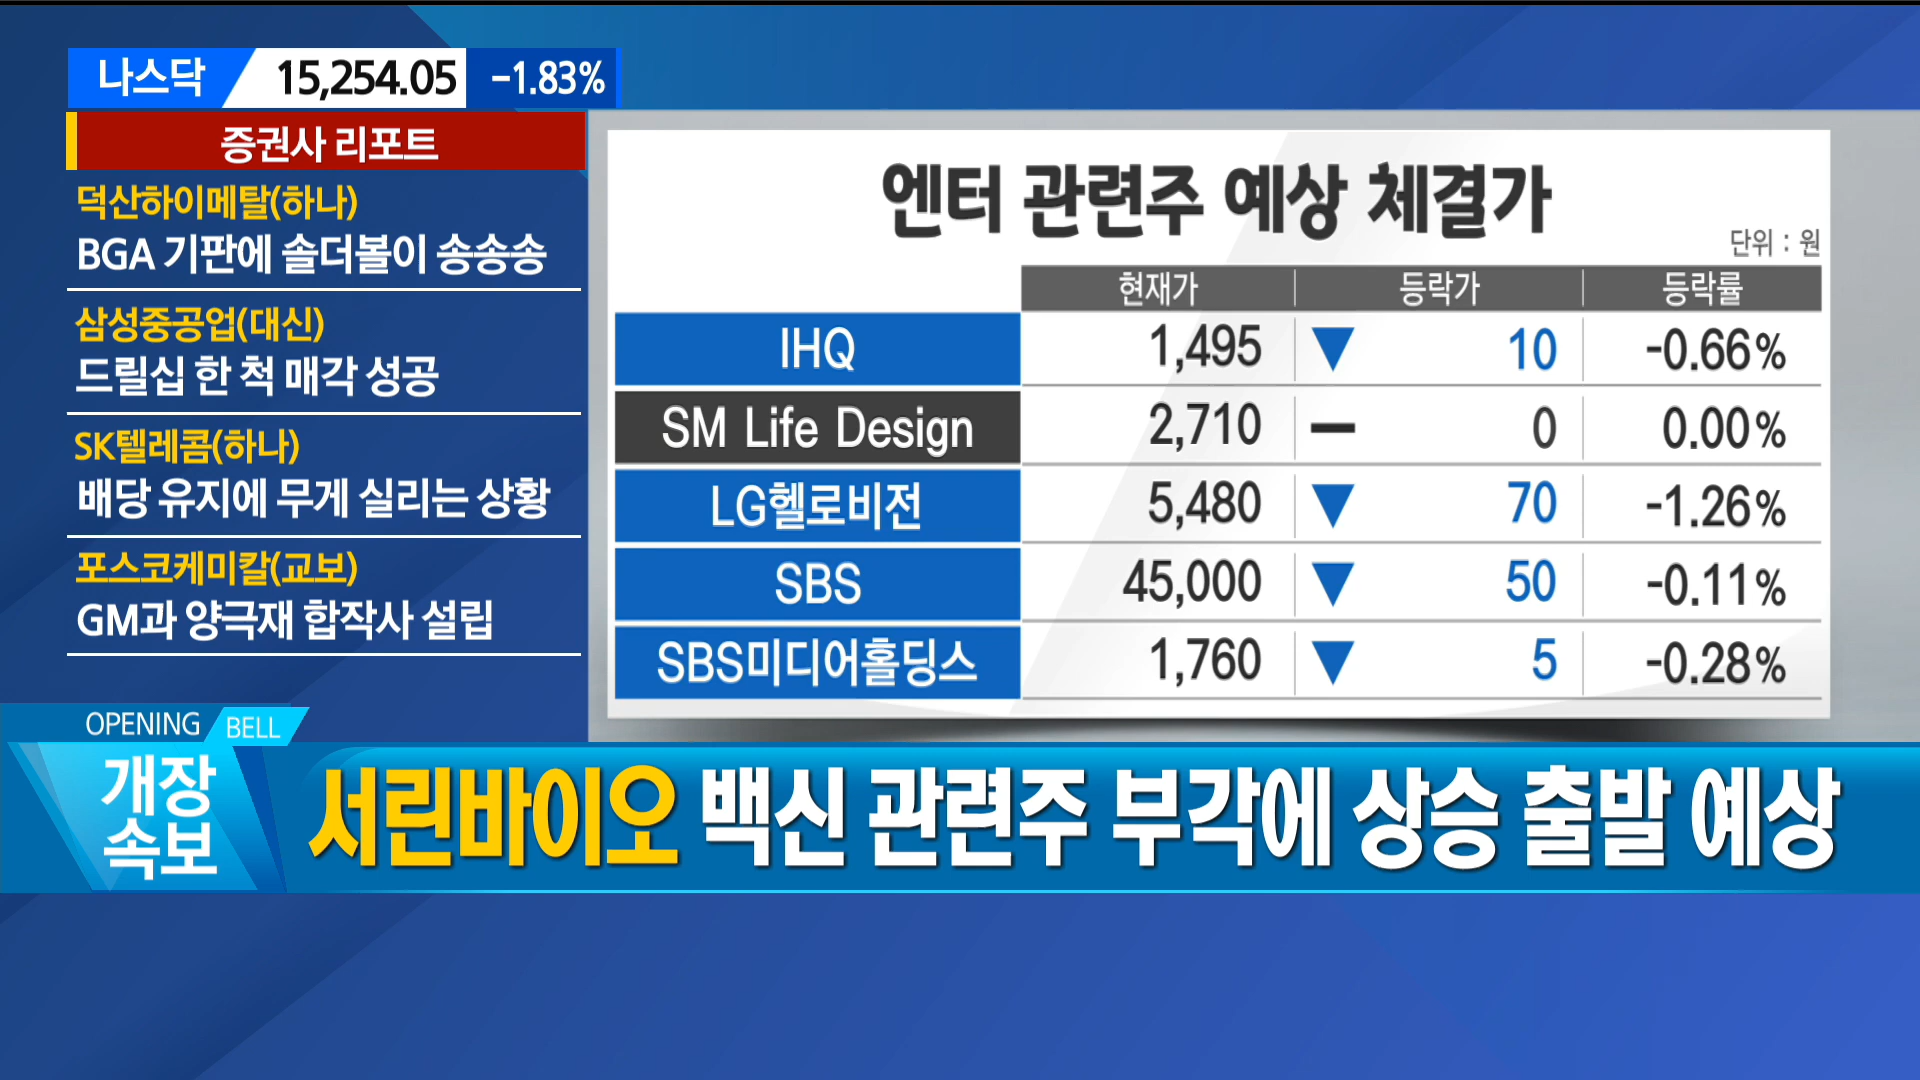 나스닥 15,254.05 -1.83%
증권사 리포트
덕산하이메탈(하나)
BGA 기판에 솔더볼이 송송송
삼성중공업(대신)
드릴십 한 척 매각 성공
SK텔레콤(하나)
배당 유지에 무게 실리는 상황
포스코케미칼(교보)
GM과 양극재 합작사 설립
엔터 관련주 예상 체결가
단위 : 원
현재가 등락가 등락률
IHQ 1,495 ▼ 10 -0.66%
SM Life Design 2,710 ━ 0 0.00%
LG헬로비전 5,480 ▼ 70 -1.26%
SBS 45,000 ▼ 50 -0.11%
SBS미디어홀딩스 1,760 ▼ 5 -0.28%
OPENING BELL
개장
속보
서린바이오 백신 관련주 부각에 상승 출발 예상